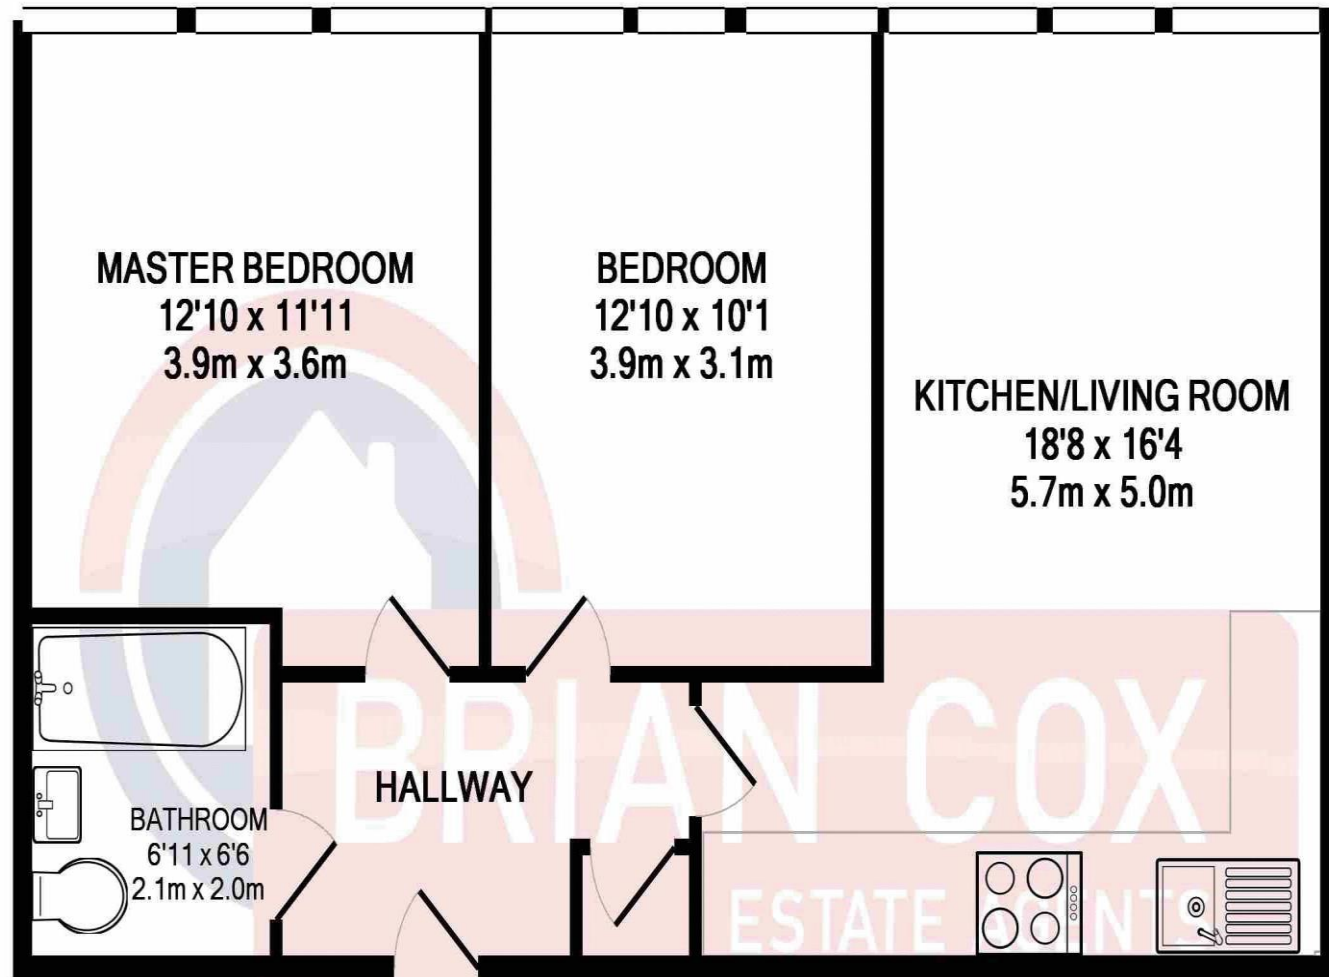 MASTER BEDROOM
12'10 x 11'11
3.9m x 3.6m
BEDROOM
12'10 x 10'1
3.9m x 3.1m
KITCHEN/LIVING ROOM
18'8 x 16'4
5.7m x 5.0m
HALLWAY
BATHROOM
6'11 x 6'6
2.1m x 2.0m
BRIAN COX
ESTATE AGENTS